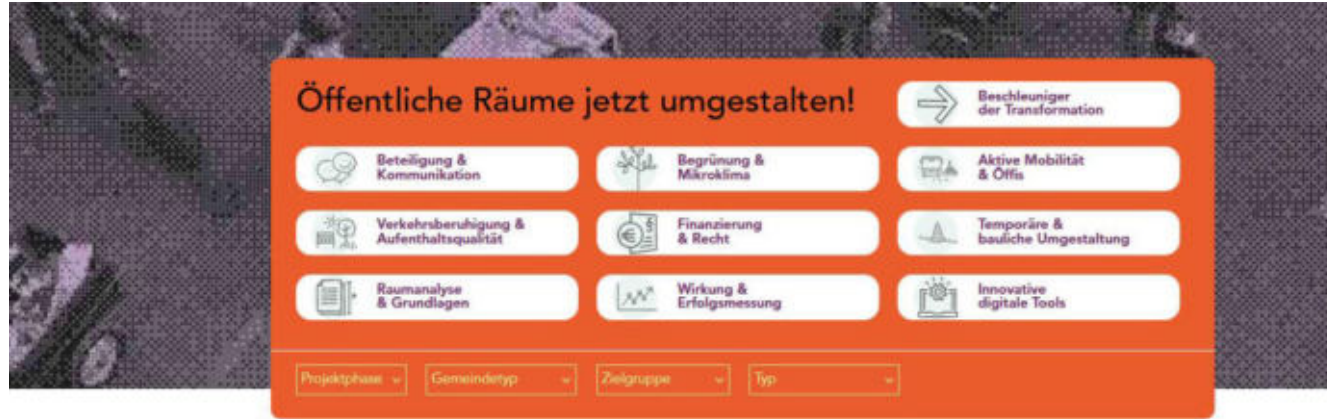 Öffentliche Räume jetzt umgestalten!
Beschleuniger
der Transformation
Beteiligung &
Kommunikation
Begrünung &
Mikroklima
Aktive Mobilität
& Öffis
Verkehrsberuhigung &
Aufenthaltsqualität
Finanzierung
& Recht
Temporäre &
bauliche Umgestaltung
Raumanalyse
& Grundlagen
Wirkung &
Erfolgsmessung
Innovative
digitale Tools
Projektphase
Gemeindetyp
Zielgruppe
Typ